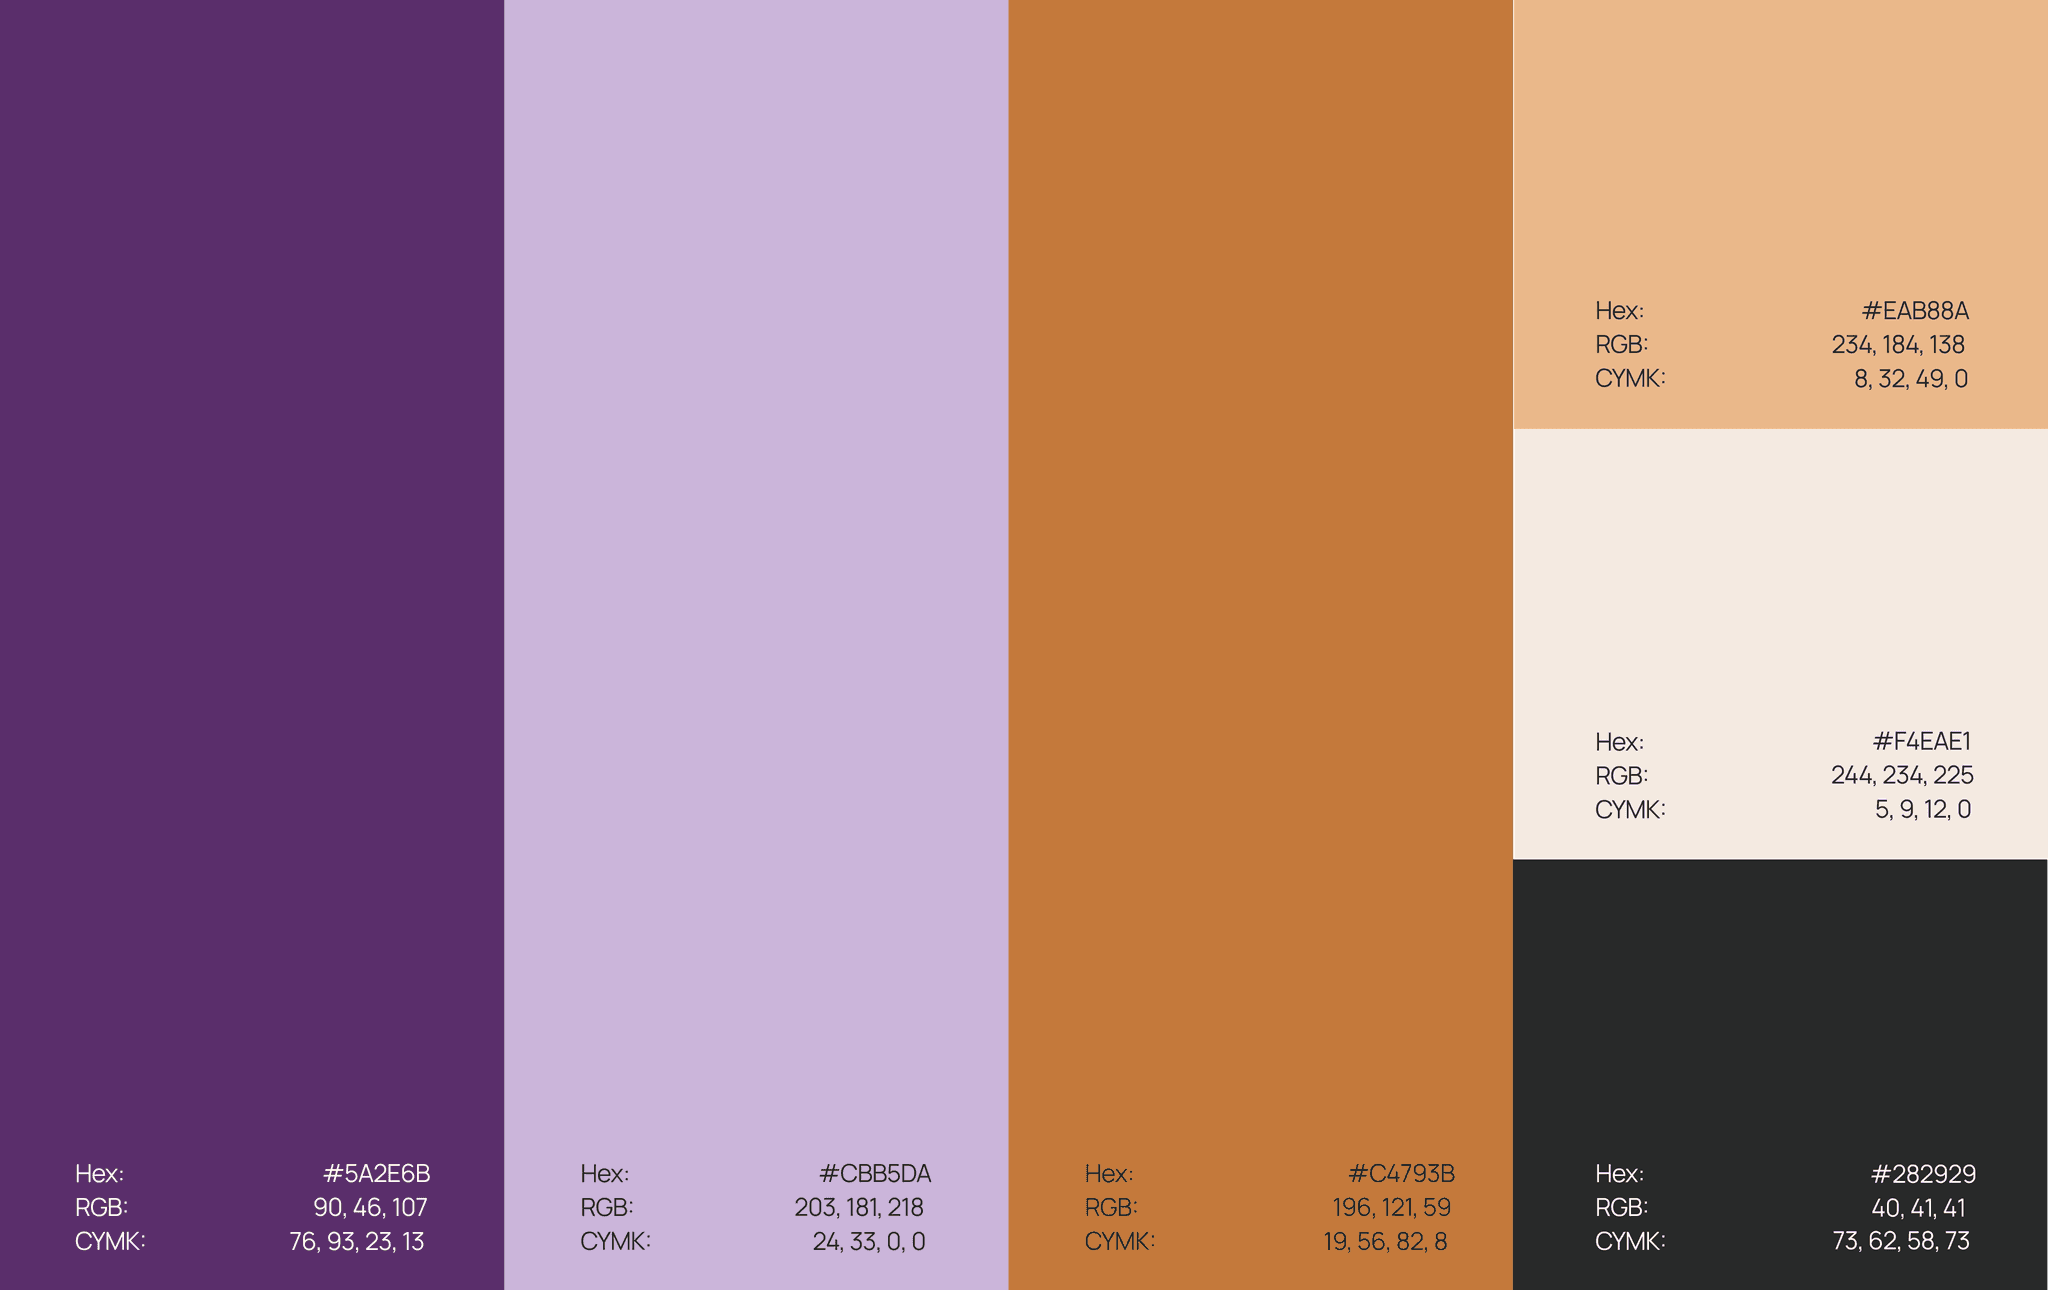 Hex: #5A2E6B
RGB: 90, 46, 107
CYMK: 76, 93, 23, 13
Hex: #CBB5DA
RGB: 203, 181, 218
CYMK: 24, 33, 0, 0
Hex: #C4793B
RGB: 196, 121, 59
CYMK: 19, 56, 82, 8
Hex: #EAB88A
RGB: 234, 184, 138
CYMK: 8, 32, 49, 0
Hex: #F4EAE1
RGB: 244, 234, 225
CYMK: 5, 9, 12, 0
Hex: #282929
RGB: 40, 41, 41
CYMK: 73, 62, 58, 73